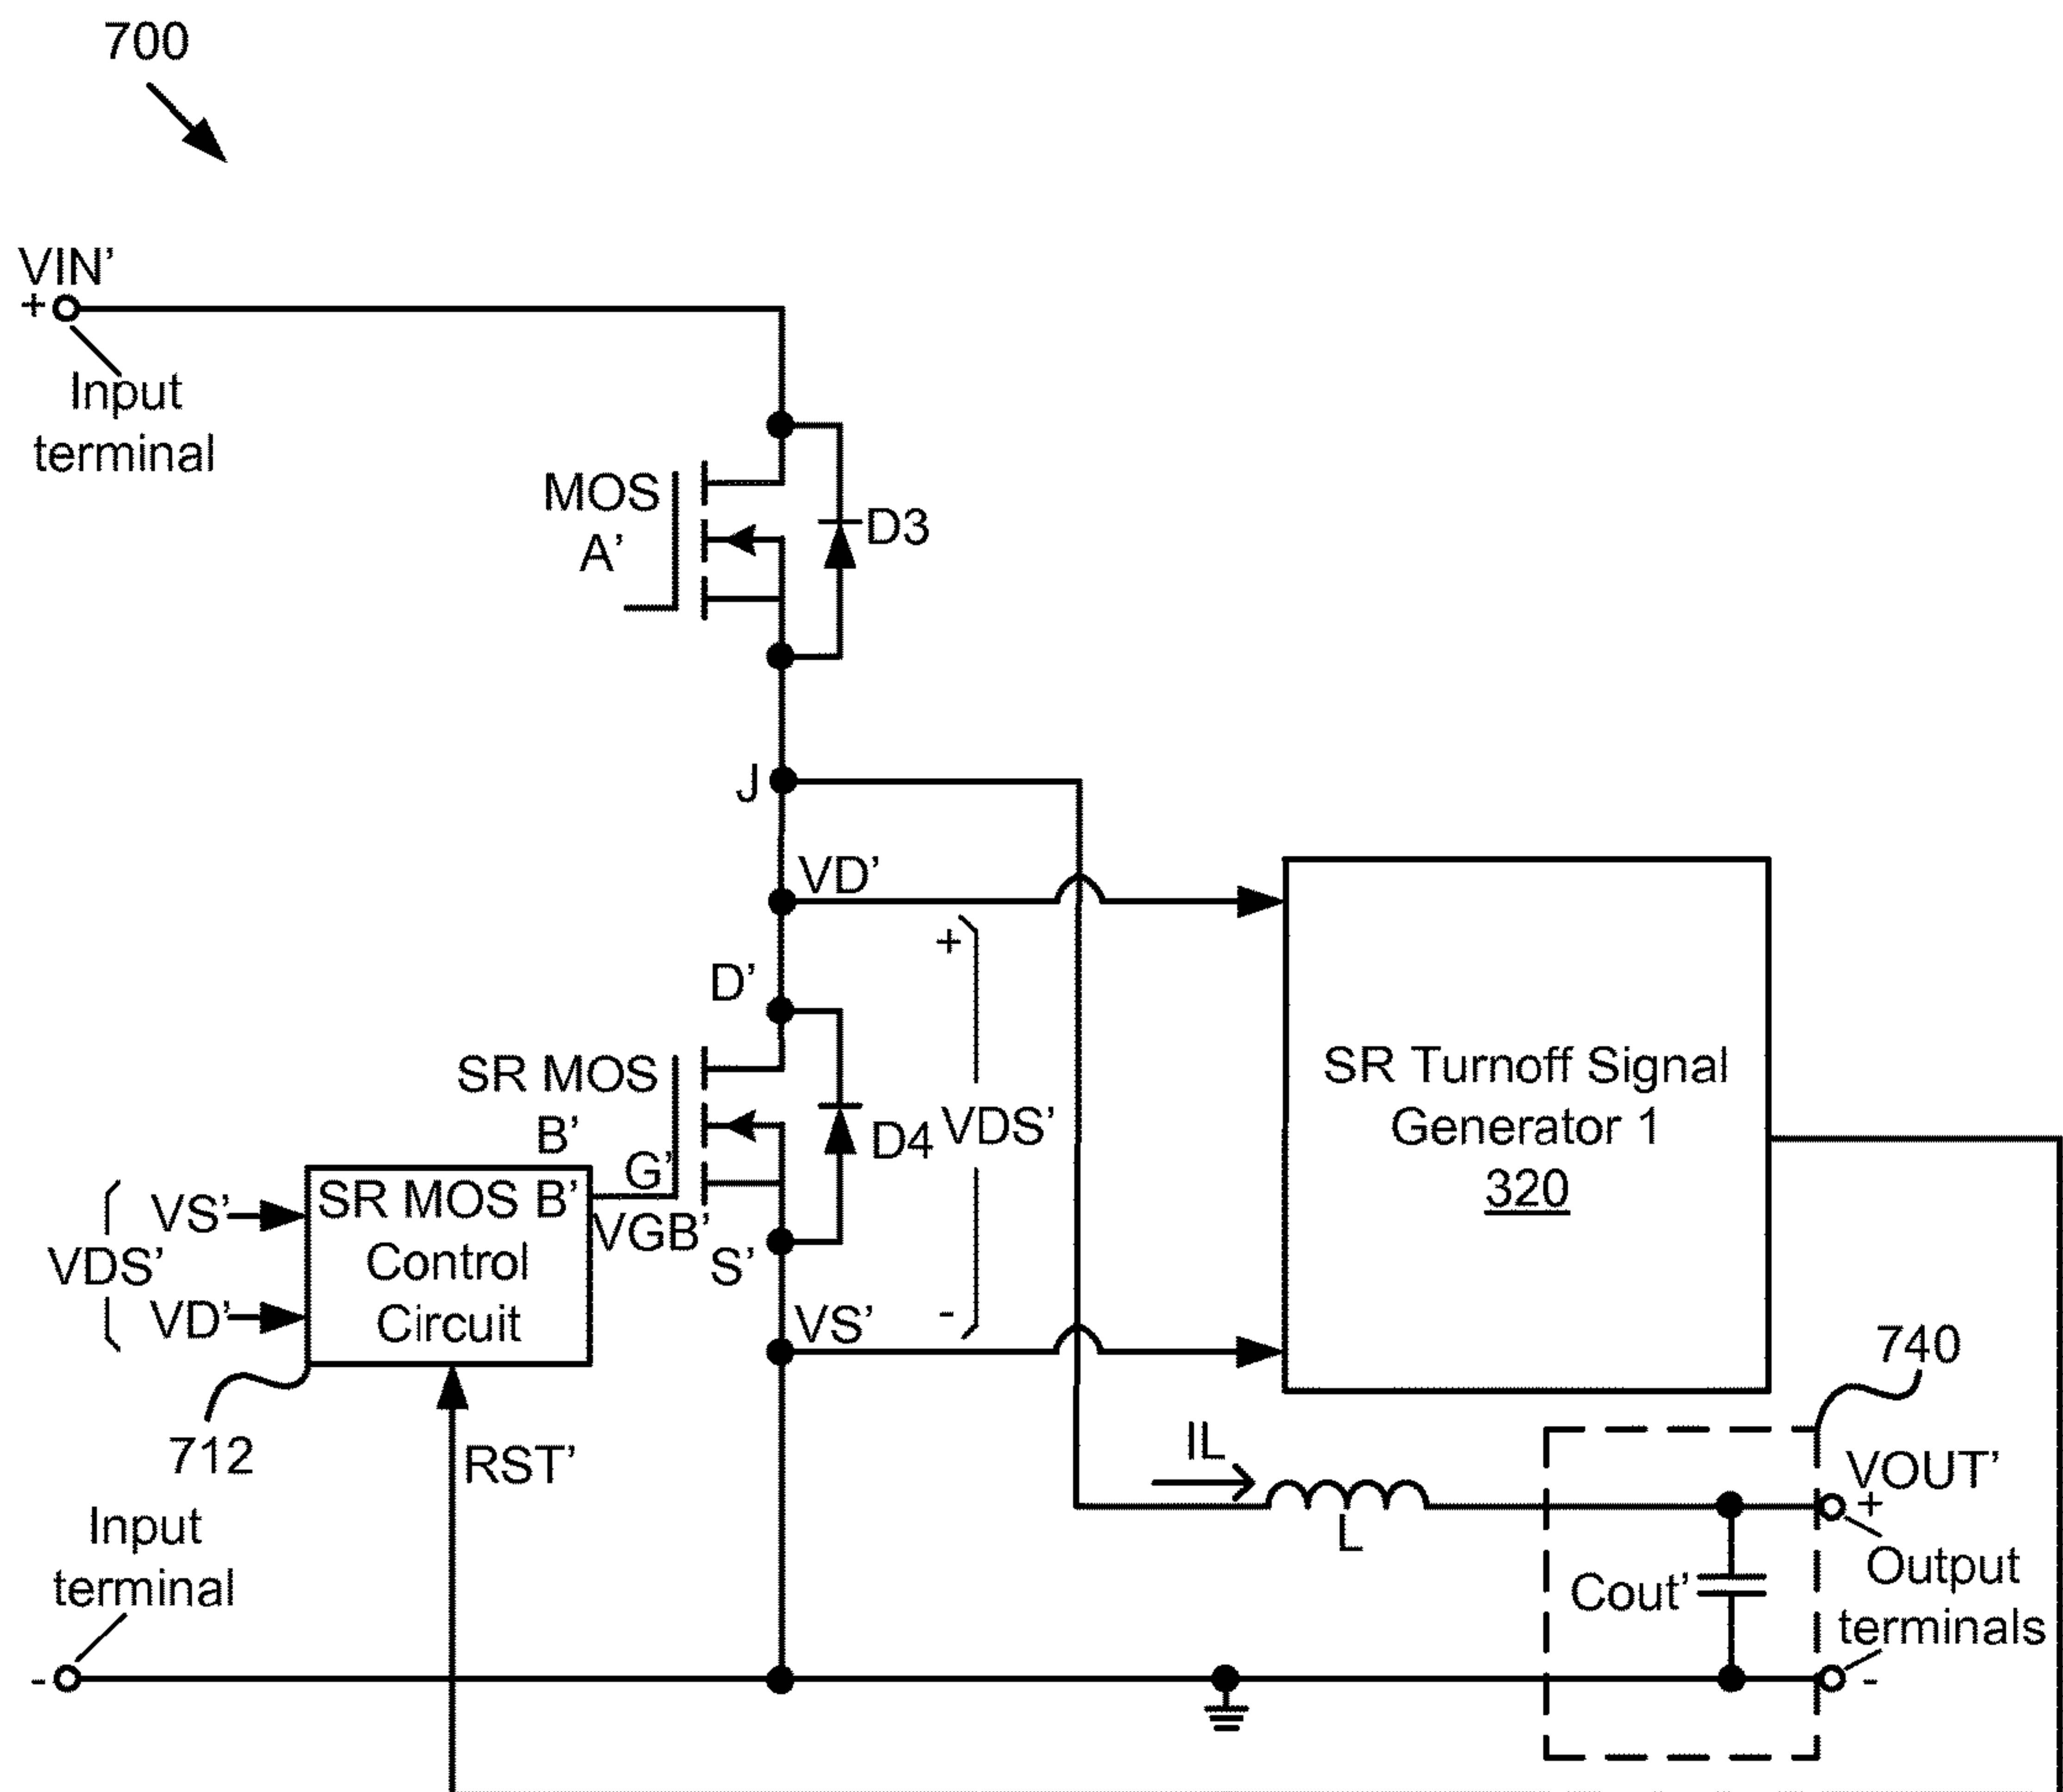 700
VIN’
+
Input
terminal
MOS
A’
D3
J
VD’
+
D’
SR MOS
B’
G’
VGB’
S’
D4
VDS’
-
VS’
SR Turnoff Signal
Generator 1
320
VS’
VDS’
VD’
SR MOS B’
Control
Circuit
712
RST’
IL
L
740
VOUT’
+
Cout’
Output
terminals
-
Input
terminal
-